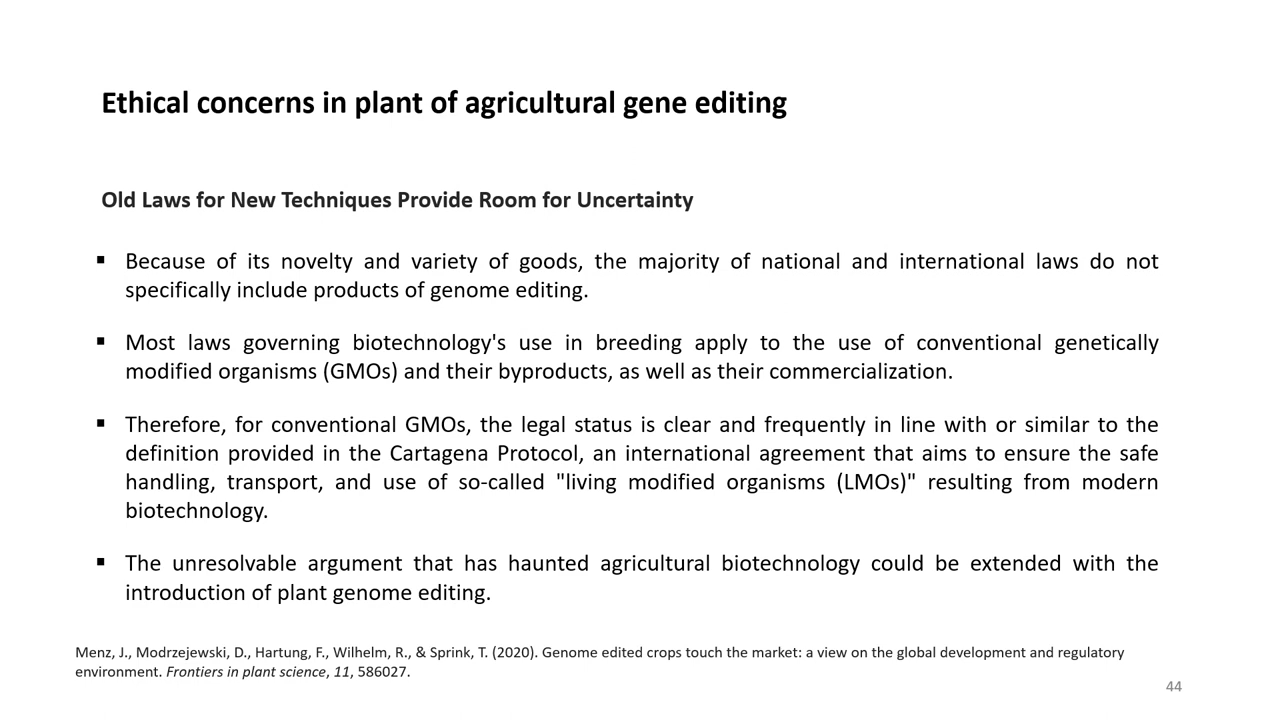 Ethical concerns in plant of agricultural gene editing
Old Laws for New Techniques Provide Room for Uncertainty
▪ Because of its novelty and variety of goods, the majority of national and international laws do not
specifically include products of genome editing.
▪ Most laws governing biotechnology's use in breeding apply to the use of conventional genetically
modified organisms (GMOs) and their byproducts, as well as their commercialization.
▪ Therefore, for conventional GMOs, the legal status is clear and frequently in line with or similar to the
definition provided in the Cartagena Protocol, an international agreement that aims to ensure the safe
handling, transport, and use of so-called "living modified organisms (LMOs)" resulting from modern
biotechnology.
▪ The unresolvable argument that has haunted agricultural biotechnology could be extended with the
introduction of plant genome editing.
Menz, J., Modrzejewski, D., Hartung, F., Wilhelm, R., & Sprink, T. (2020). Genome edited crops touch the market: a view on the global development and regulatory
environment. Frontiers in plant science, 11, 586027.
44